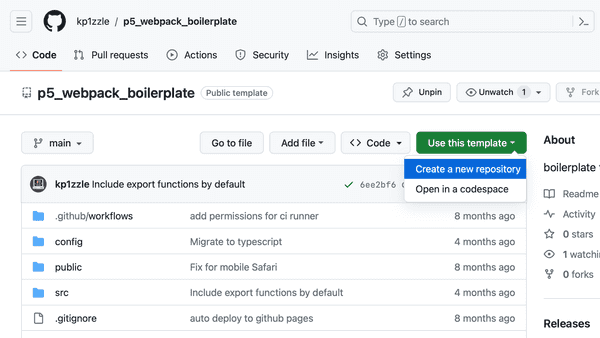 kp1zzle / p5_webpack_boilerplate
Type / to search
Code Pull requests Actions Security Insights Settings
p5_webpack_boilerplate Public template
Unpin Unwatch 1 Fork
main Go to file Add file Code Use this template
About
Create a new repository
Open in a codespace
boilerplate
kp1zzle Include export functions by default 6ee2bf6
.github/workflows add permissions for ci runner 8 months ago
config Migrate to typescript 4 months ago
public Fix for mobile Safari 8 months ago
src Include export functions by default 4 months ago
.gitignore auto deploy to github pages 8 months ago
Readme
Activity
0 stars
1 watchin
0 forks
Releases